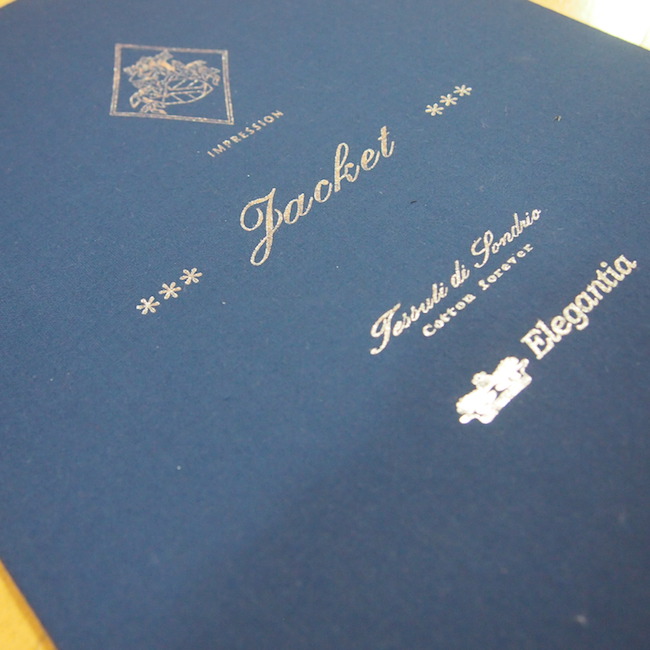 IMPRESSION
*** Jacket ***
Tessuti di Sondrio
Cotton forever
Elegantia